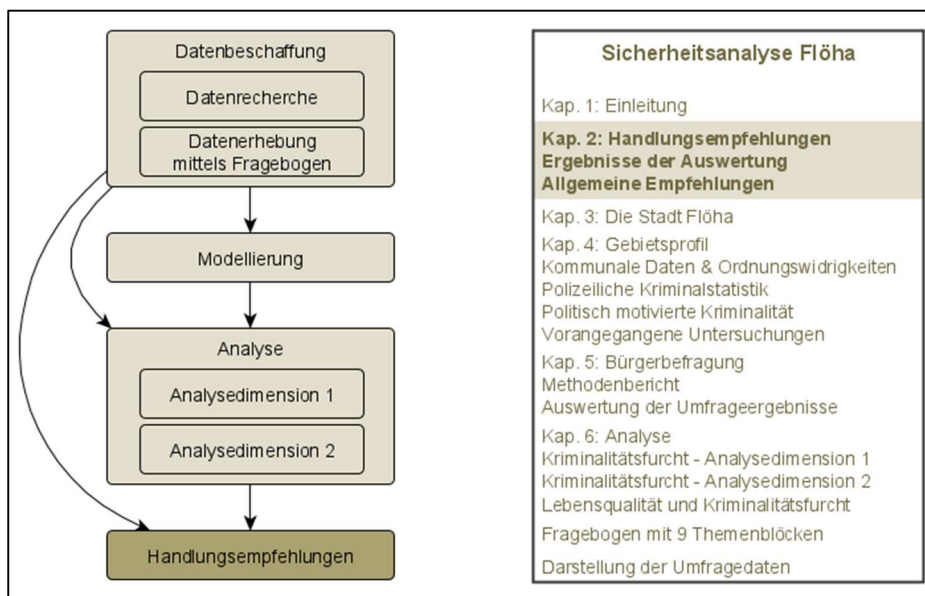 Datenbeschaffung
Datenrecherche
Datenerhebung
mittels Fragebogen
Modellierung
Analyse
Analysedimension 1
Analysedimension 2
Handlungsempfehlungen
Sicherheitsanalyse Flöha
Kap. 1: Einleitung
Kap. 2: Handlungsempfehlungen
Ergebnisse der Auswertung
Allgemeine Empfehlungen
Kap. 3: Die Stadt Flöha
Kap. 4: Gebietsprofil
Kommunale Daten & Ordnungswidrigkeiten
Polizeiliche Kriminalstatistik
Politisch motivierte Kriminalität
Vorangegangene Untersuchungen
Kap. 5: Bürgerbefragung
Methodenbericht
Auswertung der Umfrageergebnisse
Kap. 6: Analyse
Kriminalitätsfurcht - Analysedimension 1
Kriminalitätsfurcht - Analysedimension 2
Lebensqualität und Kriminalitätsfurcht
Fragebogen mit 9 Themenblöcken
Darstellung der Umfragedaten